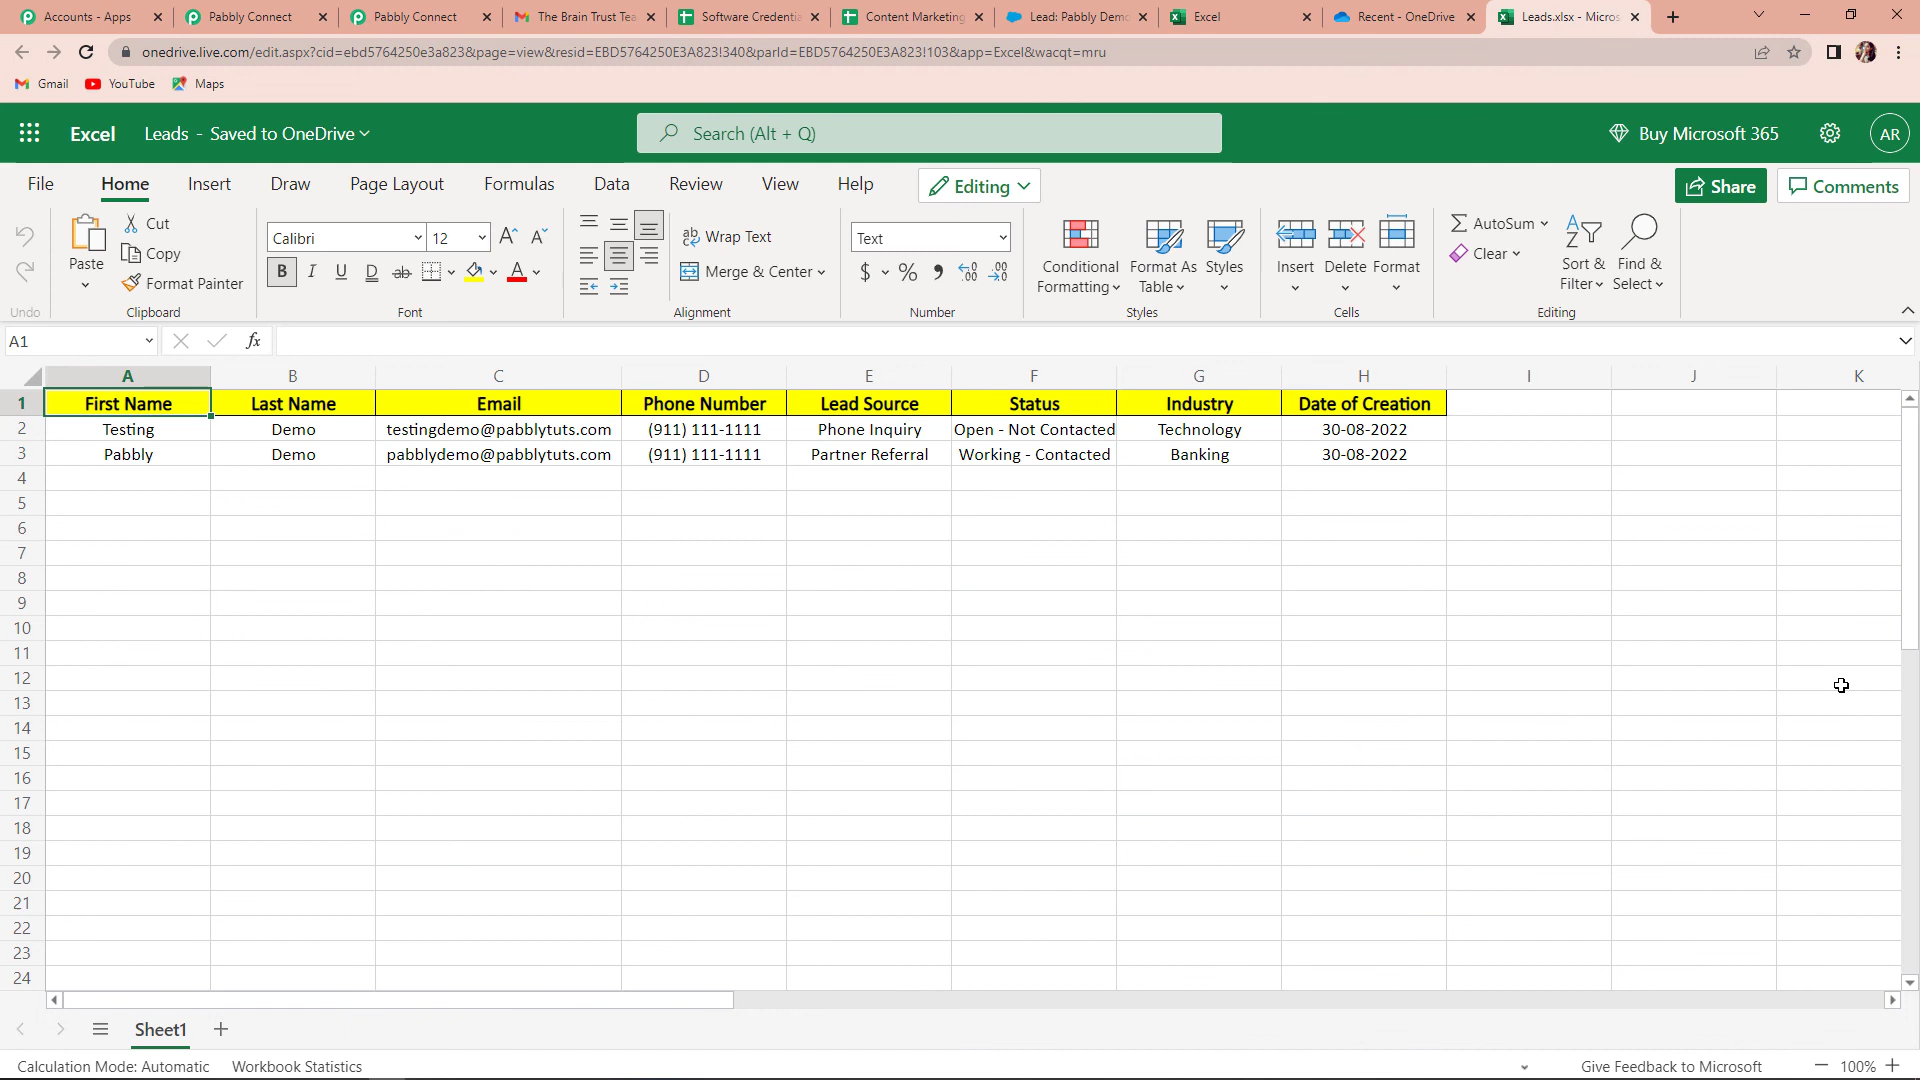 Accounts - Apps
Pabbly Connect
Pabbly Connect
The Brain Trust Tea
Software Credentia
Content Marketing
Lead: Pabbly Demo
Excel
Recent - OneDrive
Leads.xlsx - Micros
onedrive.live.com/edit.aspx?cid=ebd5764250e3a823&page=view&resid=EBD5764250E3A823!340&parId=EBD5764250E3A823!103&app=Excel&wacqt=mru
Gmail YouTube Maps
Excel Leads - Saved to OneDrive Search (Alt + Q) Buy Microsoft 365 AR
File Home Insert Draw Page Layout Formulas Data Review View Help Editing Share Comments
Undo
Paste Cut
Copy
Format Painter
Clipboard
Calibri 12
B I U D ab A
Font
ab Wrap Text
Merge & Center
Alignment
Text
$ % , .00 .00
Number
Conditional Formatting
Format As Table
Styles
Styles
Insert Delete Format
Cells
AutoSum
Clear
Sort & Filter
Find & Select
Editing
A1 fx
A B C D E F G H I J K
1 First Name Last Name Email Phone Number Lead Source Status Industry Date of Creation
2 Testing Demo testingdemo@pabblytuts.com (911) 111-1111 Phone Inquiry Open - Not Contacted Technology 30-08-2022
3 Pabbly Demo pabblydemo@pabblytuts.com (911) 111-1111 Partner Referral Working - Contacted Banking 30-08-2022
4
5
6
7
8
9
10
11
12
13
14
15
16
17
18
19
20
21
22
23
24
Sheet1
Calculation Mode: Automatic Workbook Statistics Give Feedback to Microsoft 100%